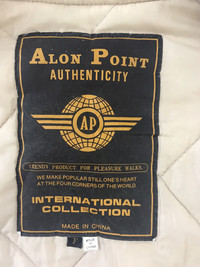 ALON POINT
AUTHENTICITY
AP
TRENDY PRODUCT FOR PLEASURE WALKS.
WE MAKE POPULAR STILL ONE'S HEART
AT THE FOUR CORNERS OF THE WORLD.
INTERNATIONAL
COLLECTION
MADE IN CHINA